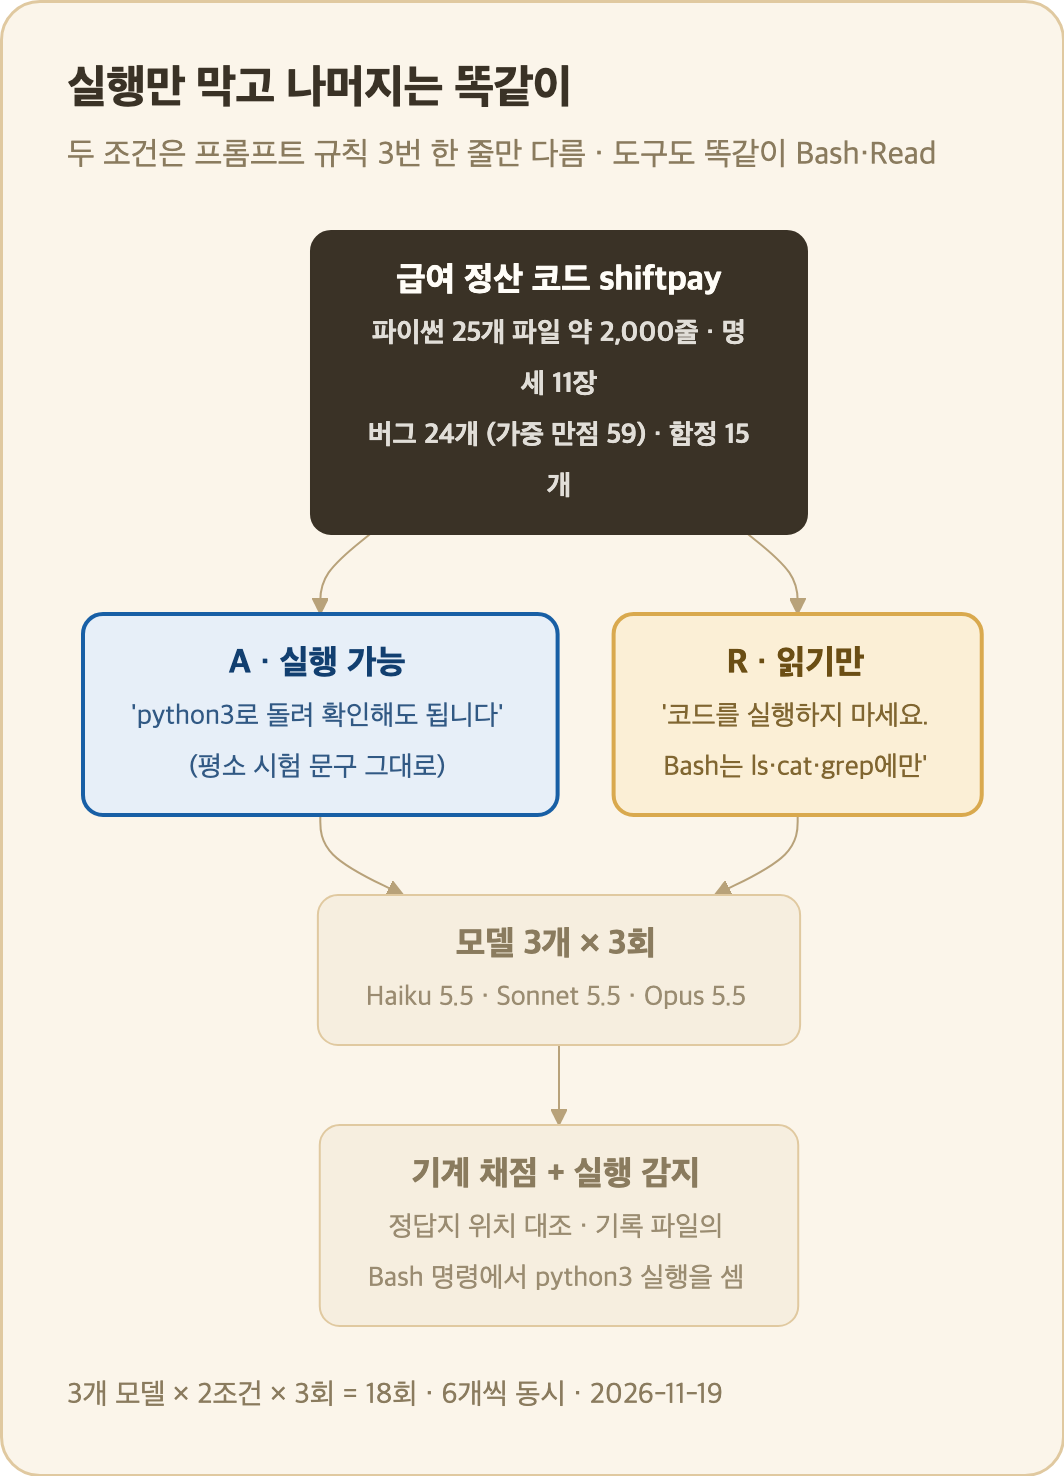 실행만 막고 나머지는 똑같이
두 조건은 프롬프트 규칙 3번 한 줄만 다름 · 도구도 똑같이 Bash·Read
급여 정산 코드 shiftpay
파이썬 25개 파일 약 2,000줄 · 명
세 11장
버그 24개 (가중 만점 59) · 함정 15
개
A · 실행 가능
'python3로 돌려 확인해도 됩니다'
(평소 시험 문구 그대로)
R · 읽기만
'코드를 실행하지 마세요.
Bash는 ls·cat·grep에만'
모델 3개 × 3회
Haiku 5.5 · Sonnet 5.5 · Opus 5.5
기계 채점 + 실행 감지
정답지 위치 대조 · 기록 파일의
Bash 명령에서 python3 실행을 셈
3개 모델 × 2조건 × 3회 = 18회 · 6개씩 동시 · 2026-11-19